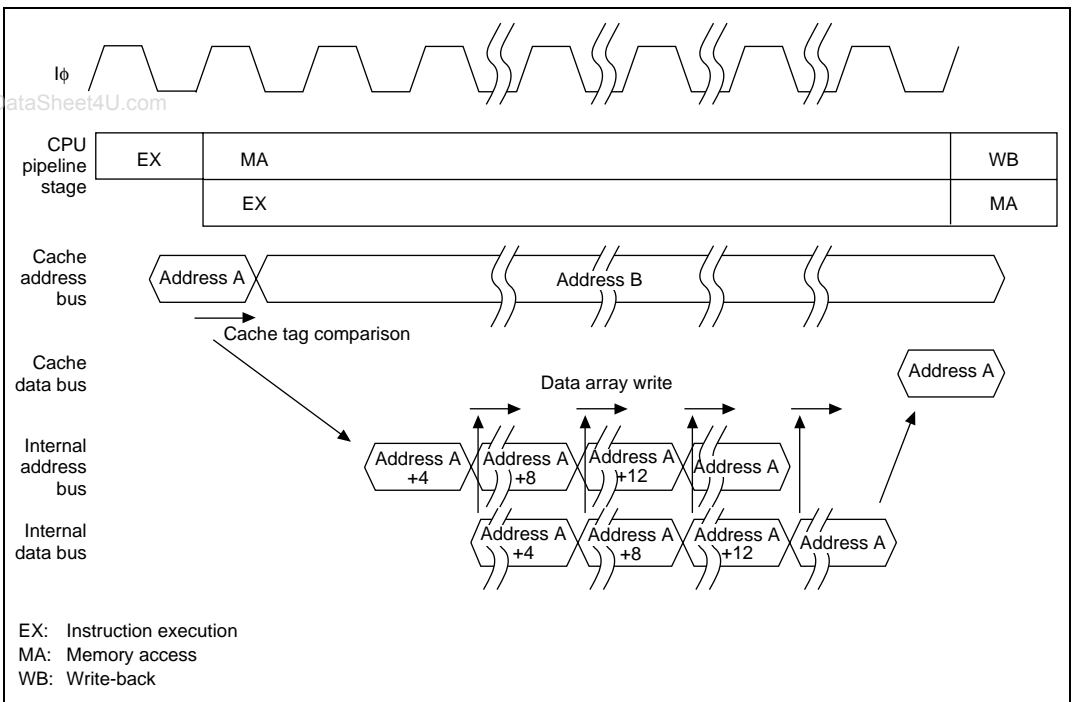 Iϕ
DataSheet4U.com
CPU
pipeline
stage
EX
MA
WB
EX
MA
Cache
address
bus
Address A
Address B
Cache tag comparison
Cache
data bus
Address A
Data array write
Internal
address
bus
Address A
+4
Address A
+8
Address A
+12
Address A
Internal
data bus
Address A
+4
Address A
+8
Address A
+12
Address A
EX: Instruction execution
MA: Memory access
WB: Write-back